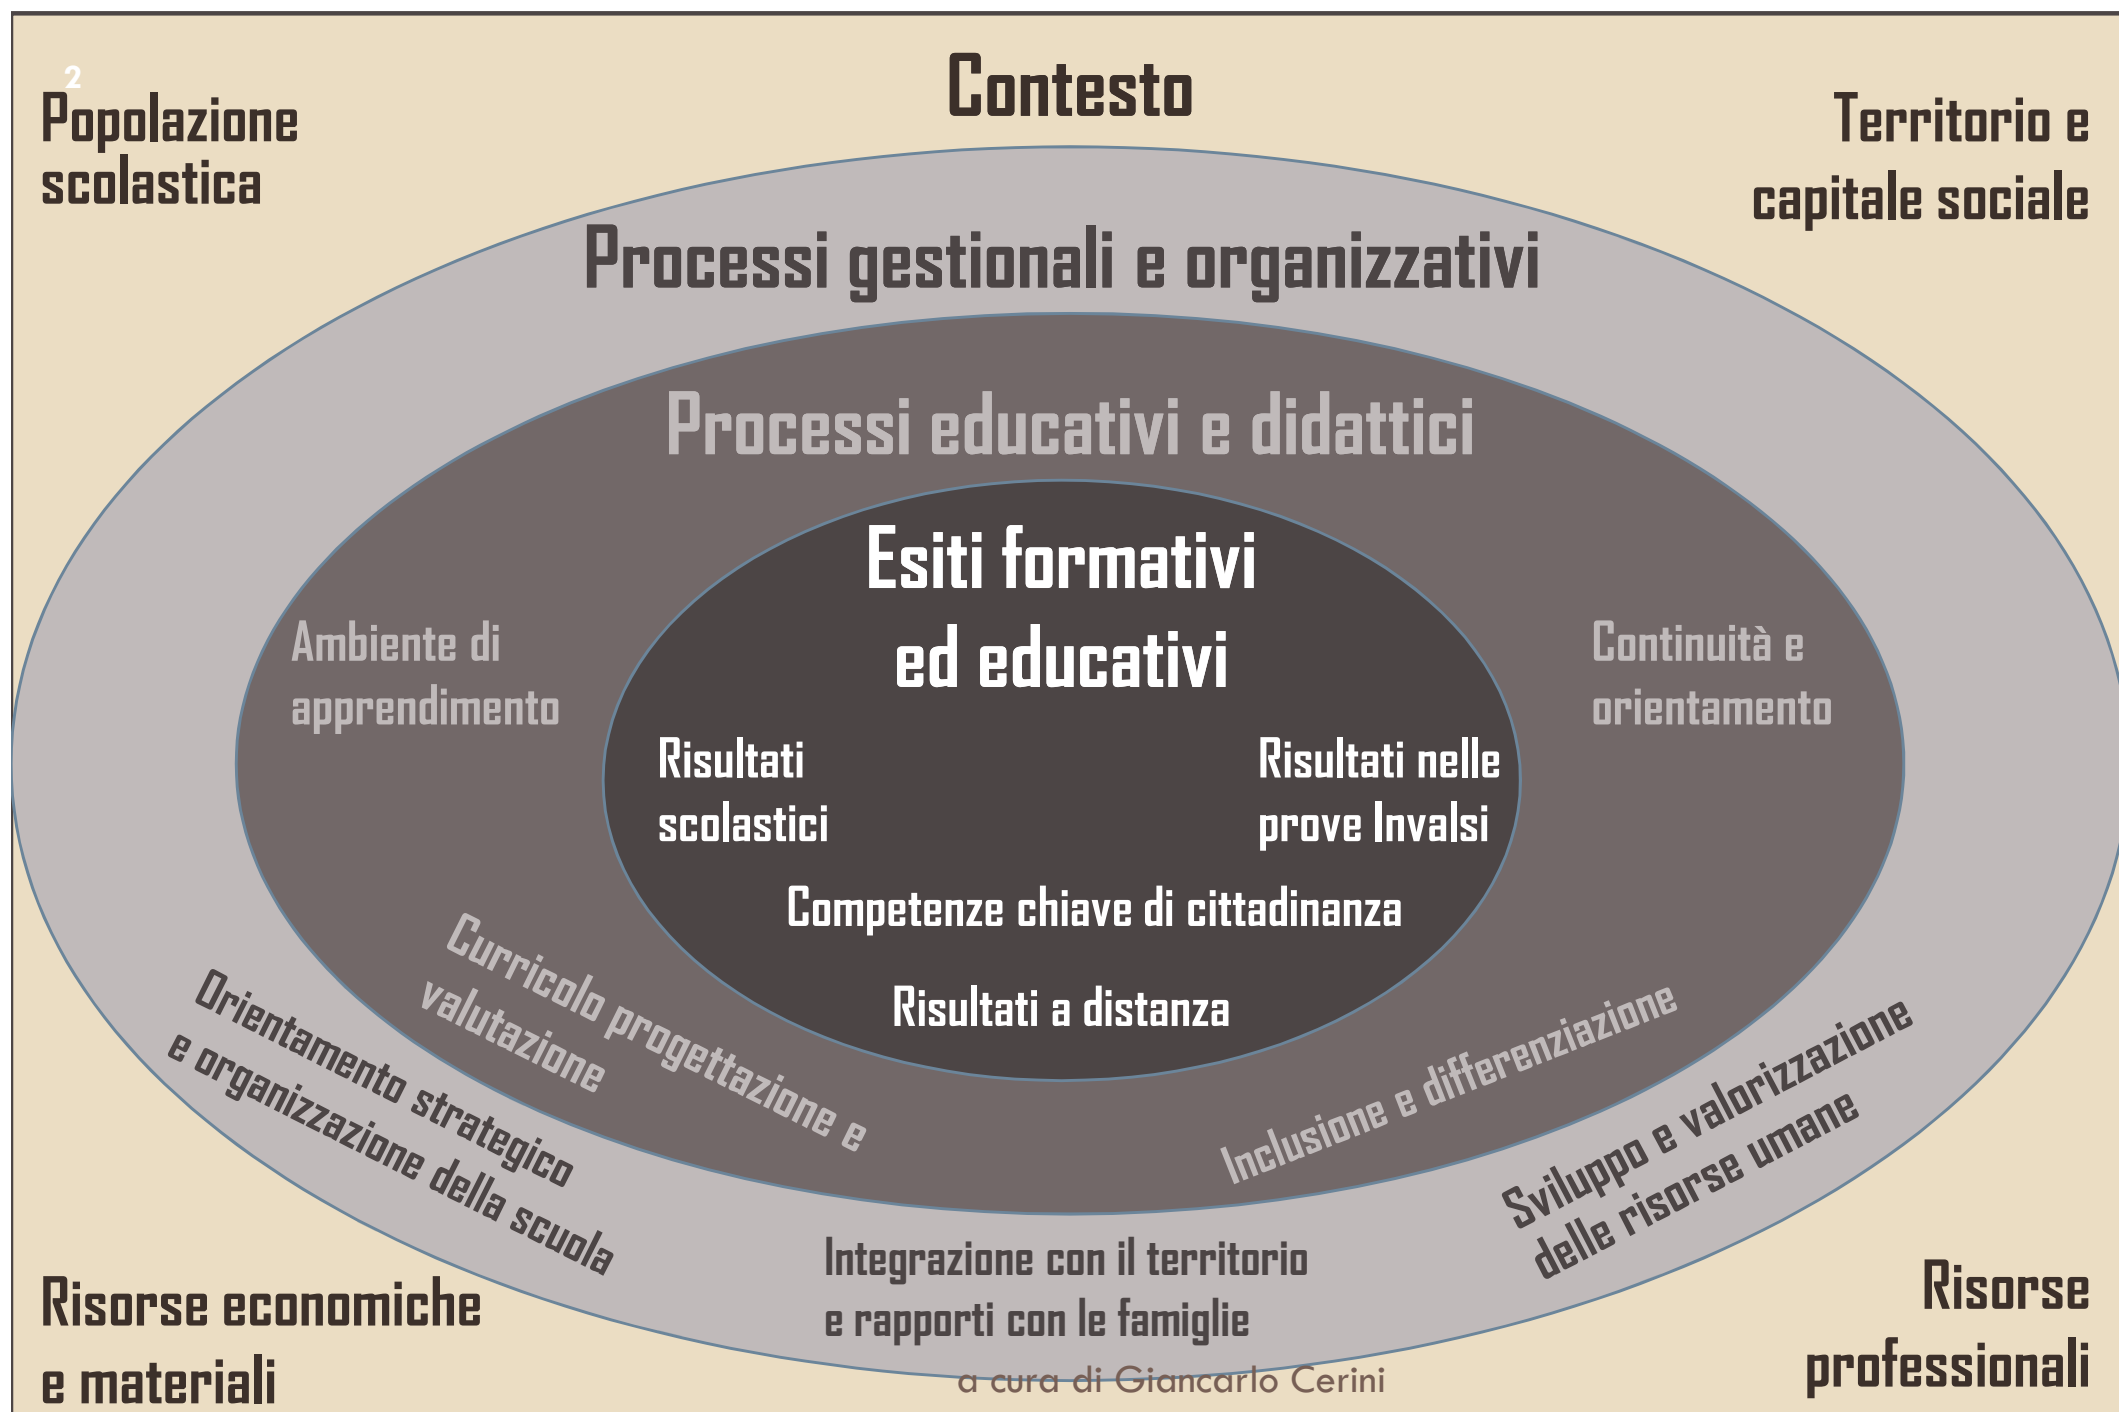 2
Popolazione
scolastica
Contesto
Territorio e
capitale sociale
Processi gestionali e organizzativi
Processi educativi e didattici
Esiti formativi
ed educativi
Ambiente di
apprendimento
Continuità e
orientamento
Risultati
scolastici
Risultati nelle
prove Invalsi
Competenze chiave di cittadinanza
Risultati a distanza
Curricolo progettazione e
valutazione
Inclusione e differenziazione
Orientamento strategico
e organizzazione della scuola
Sviluppo e valorizzazione
delle risorse umane
Integrazione con il territorio
e rapporti con le famiglie
Risorse economiche
e materiali
Risorse
professionali
a cura di Giancarlo Cerini